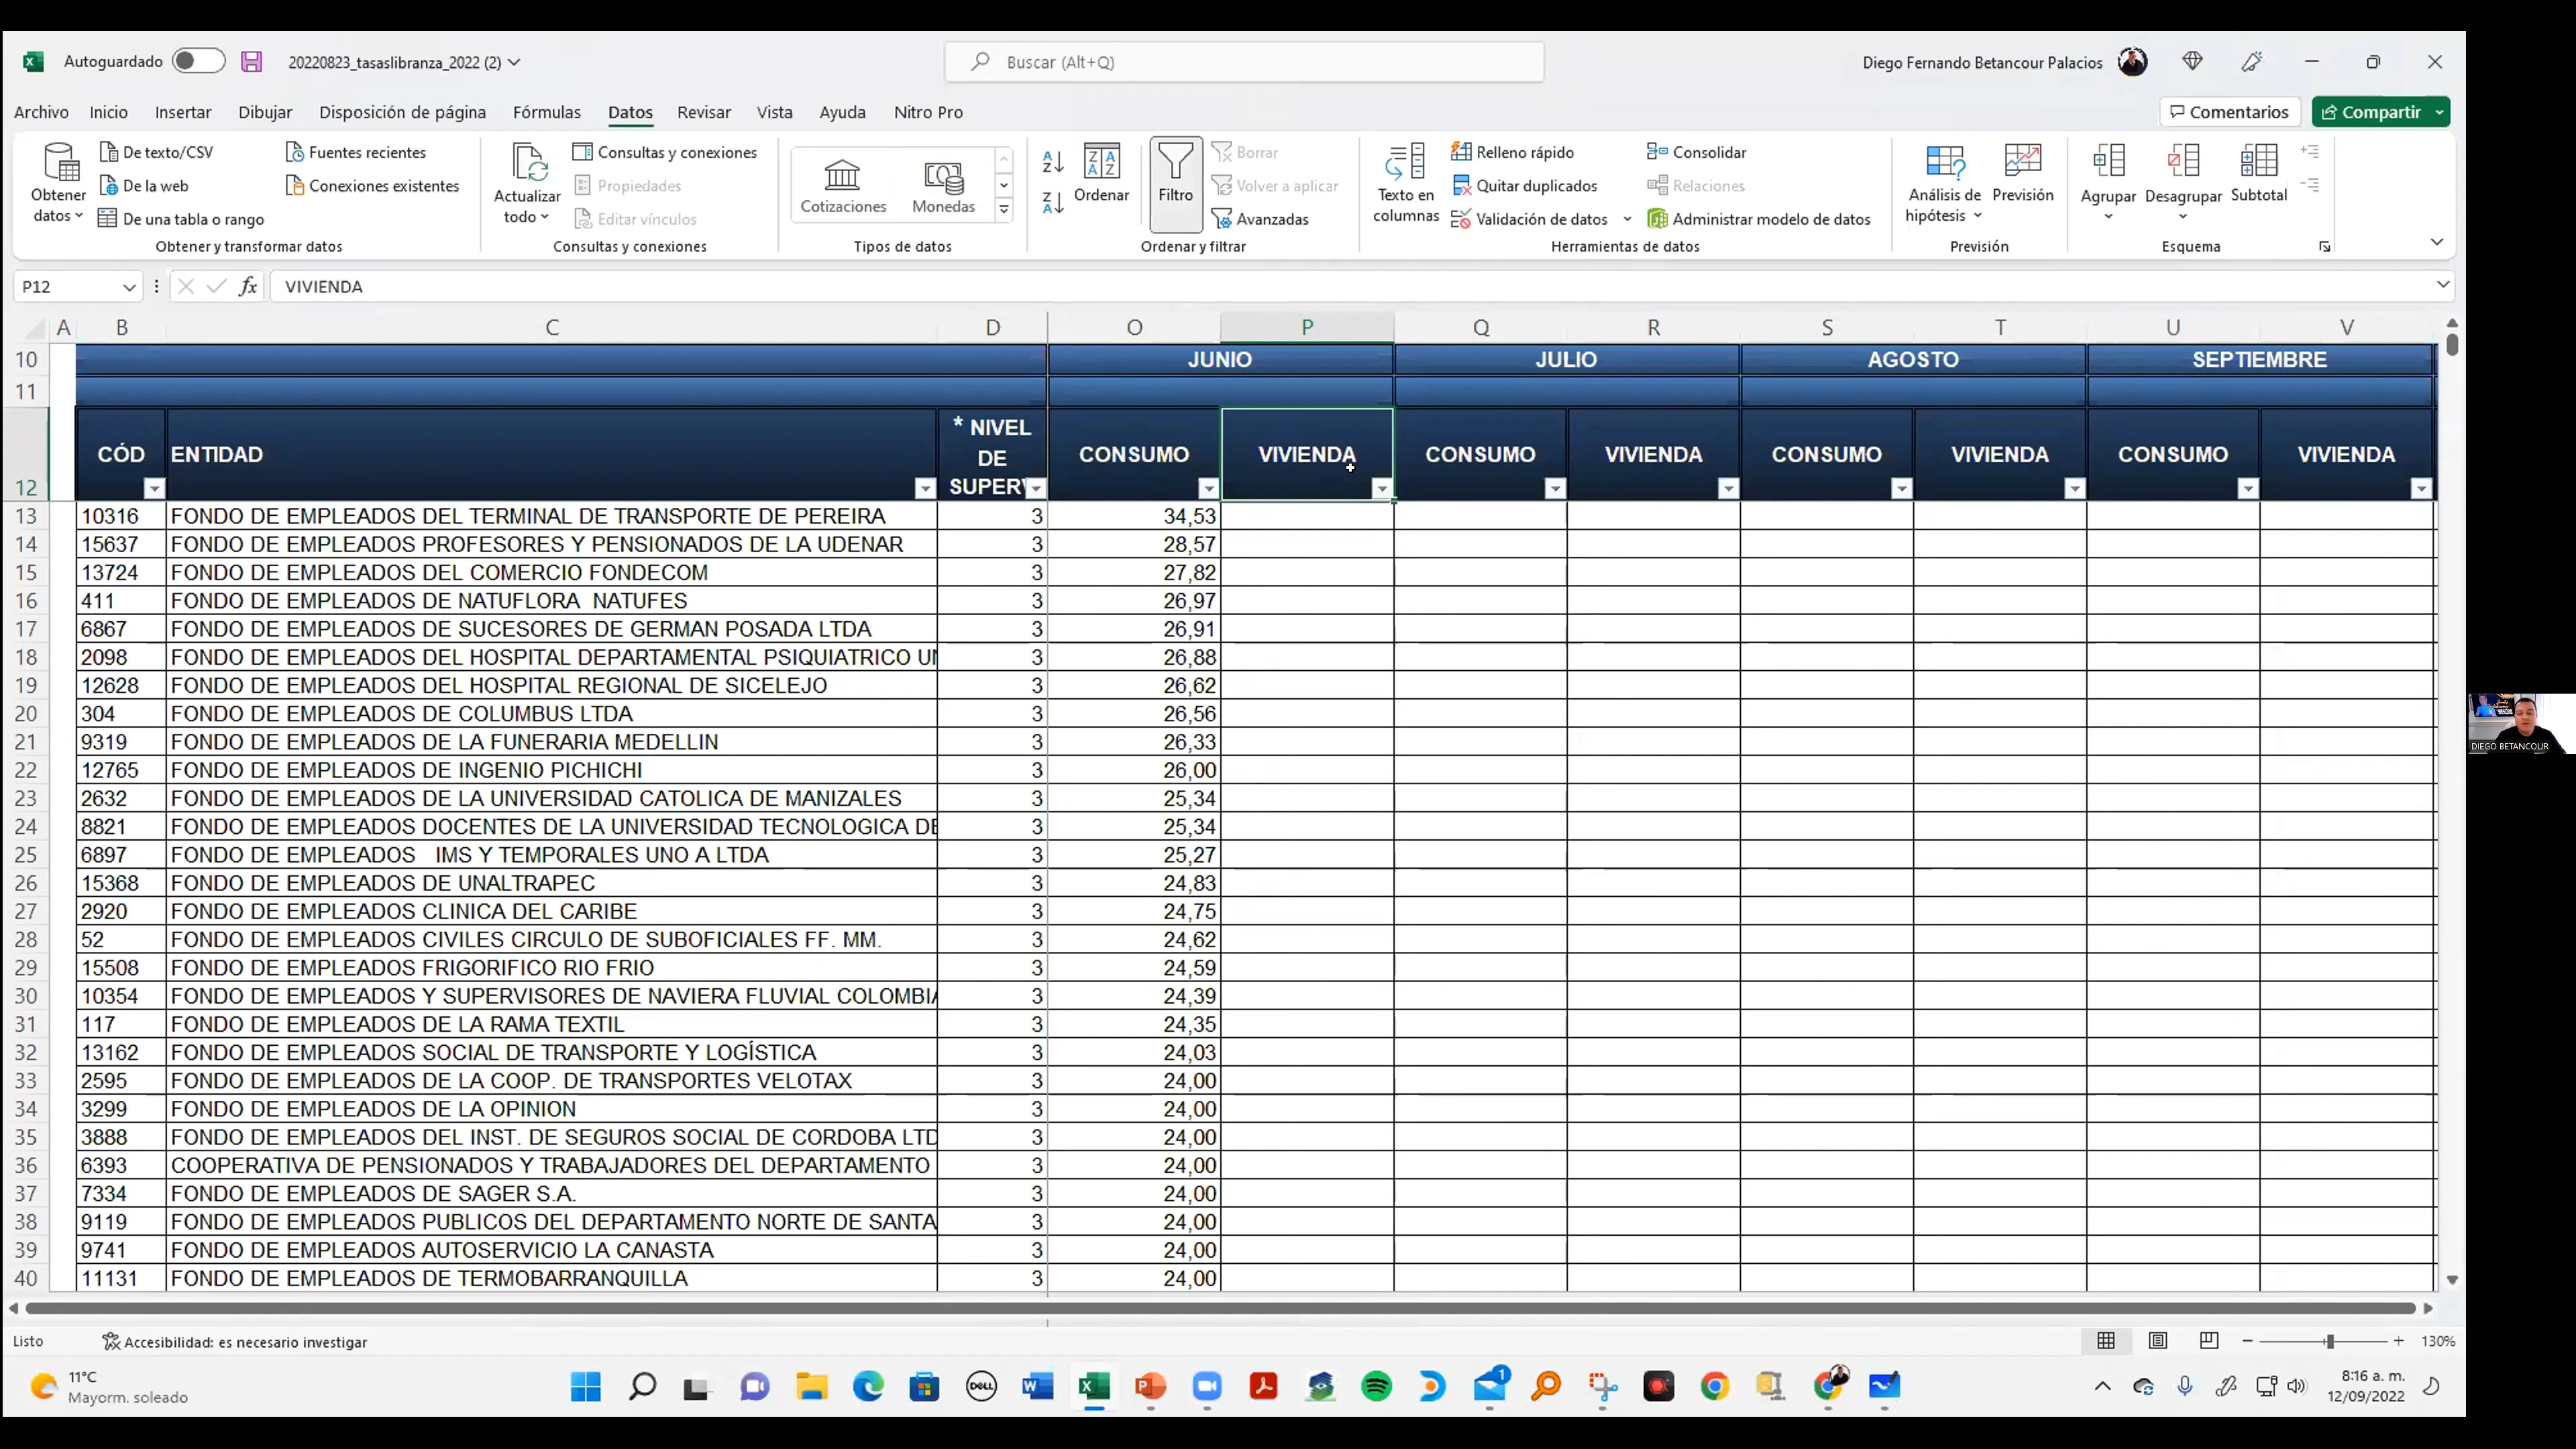 Autoguardado 20220823_tasaslibranza_2022 (2) Buscar (Alt+Q) Diego Fernando Betancour Palacios
Archivo Inicio Insertar Dibujar Disposición de página Fórmulas Datos Revisar Vista Ayuda Nitro Pro Comentarios Compartir
Obtener datos De texto/CSV De la web De una tabla o rango Fuentes recientes Conexiones existentes
Obtener y transformar datos
Actualizar todo Consultas y conexiones Propiedades Editar vínculos
Consultas y conexiones
Cotizaciones Monedas
Tipos de datos
Ordenar Filtro Borrar Volver a aplicar Avanzadas
Ordenar y filtrar
Texto en columnas Relleno rápido Quitar duplicados Validación de datos Consolidar Relaciones Administrar modelo de datos
Herramientas de datos
Análisis de hipótesis Previsión
Previsión
Agrupar Desagrupar Subtotal
Esquema
P12 fx VIVIENDA
A B C D O P Q R S T U V
10 JUNIO JULIO AGOSTO SEPTIEMBRE
11
12 CÓD ENTIDAD * NIVEL DE SUPERV CONSUMO VIVIENDA CONSUMO VIVIENDA CONSUMO VIVIENDA CONSUMO VIVIENDA
13 10316 FONDO DE EMPLEADOS DEL TERMINAL DE TRANSPORTE DE PEREIRA 3 34,53
14 15637 FONDO DE EMPLEADOS PROFESORES Y PENSIONADOS DE LA UDENAR 3 28,57
15 13724 FONDO DE EMPLEADOS DEL COMERCIO FONDECOM 3 27,82
16 411 FONDO DE EMPLEADOS DE NATUFLORA NATUFES 3 26,97
17 6867 FONDO DE EMPLEADOS DE SUCESORES DE GERMAN POSADA LTDA 3 26,91
18 2098 FONDO DE EMPLEADOS DEL HOSPITAL DEPARTAMENTAL PSIQUIATRICO UN 3 26,88
19 12628 FONDO DE EMPLEADOS DEL HOSPITAL REGIONAL DE SICELEJO 3 26,62
20 304 FONDO DE EMPLEADOS DE COLUMBUS LTDA 3 26,56
21 9319 FONDO DE EMPLEADOS DE LA FUNERARIA MEDELLIN 3 26,33
22 12765 FONDO DE EMPLEADOS DE INGENIO PICHICHI 3 26,00
23 2632 FONDO DE EMPLEADOS DE LA UNIVERSIDAD CATOLICA DE MANIZALES 3 25,34
24 8821 FONDO DE EMPLEADOS DOCENTES DE LA UNIVERSIDAD TECNOLOGICA DE 3 25,34
25 6897 FONDO DE EMPLEADOS IMS Y TEMPORALES UNO A LTDA 3 25,27
26 15368 FONDO DE EMPLEADOS DE UNALTRAPEC 3 24,83
27 2920 FONDO DE EMPLEADOS CLINICA DEL CARIBE 3 24,75
28 52 FONDO DE EMPLEADOS CIVILES CIRCULO DE SUBOFICIALES FF. MM. 3 24,62
29 15508 FONDO DE EMPLEADOS FRIGORIFICO RIO FRIO 3 24,59
30 10354 FONDO DE EMPLEADOS Y SUPERVISORES DE NAVIERA FLUVIAL COLOMBIA 3 24,39
31 117 FONDO DE EMPLEADOS DE LA RAMA TEXTIL 3 24,35
32 13162 FONDO DE EMPLEADOS SOCIAL DE TRANSPORTE Y LOGÍSTICA 3 24,03
33 2595 FONDO DE EMPLEADOS DE LA COOP. DE TRANSPORTES VELOTAX 3 24,00
34 3299 FONDO DE EMPLEADOS DE LA OPINION 3 24,00
35 3888 FONDO DE EMPLEADOS DEL INST. DE SEGUROS SOCIAL DE CORDOBA LTD 3 24,00
36 6393 COOPERATIVA DE PENSIONADOS Y TRABAJADORES DEL DEPARTAMENTO 3 24,00
37 7334 FONDO DE EMPLEADOS DE SAGER S.A. 3 24,00
38 9119 FONDO DE EMPLEADOS PUBLICOS DEL DEPARTAMENTO NORTE DE SANTA 3 24,00
39 9741 FONDO DE EMPLEADOS AUTOSERVICIO LA CANASTA 3 24,00
40 11131 FONDO DE EMPLEADOS DE TERMOBARRANQUILLA 3 24,00
DIEGO BETANCOUR
Listo Accesibilidad: es necesario investigar 130%
11°C
Mayorm. soleado
DELL
1
8:16 a. m.
12/09/2022